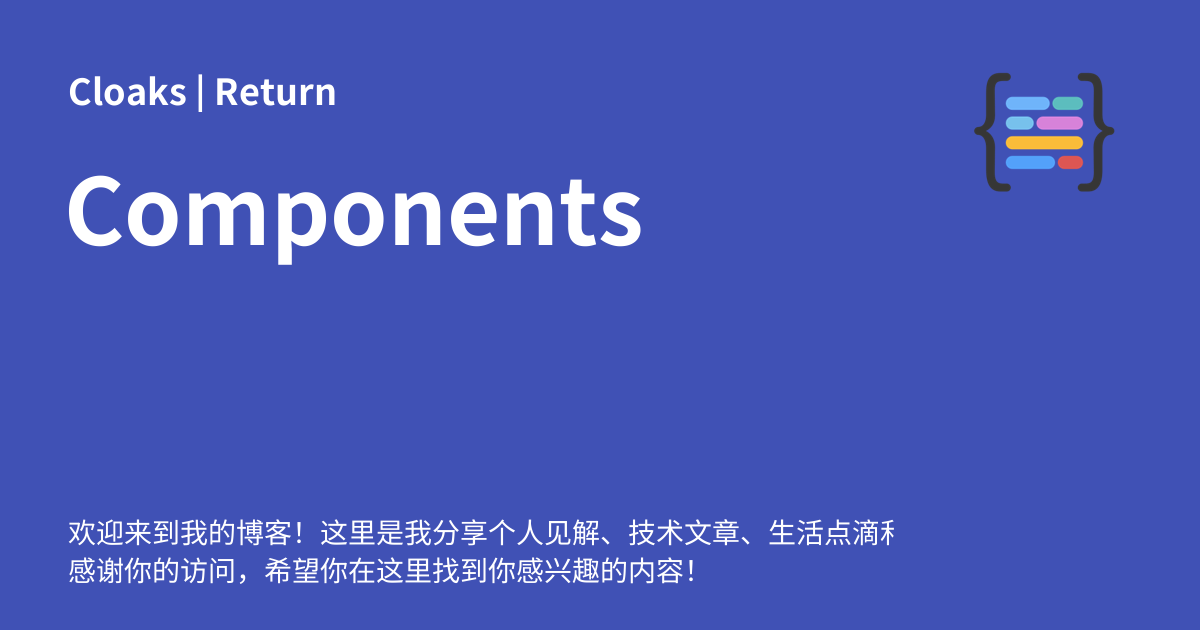 Cloaks | Return
Components
欢迎来到我的博客！这里是我分享个人见解、技术文章、生活点滴
感谢你的访问，希望你在这里找到你感兴趣的内容！